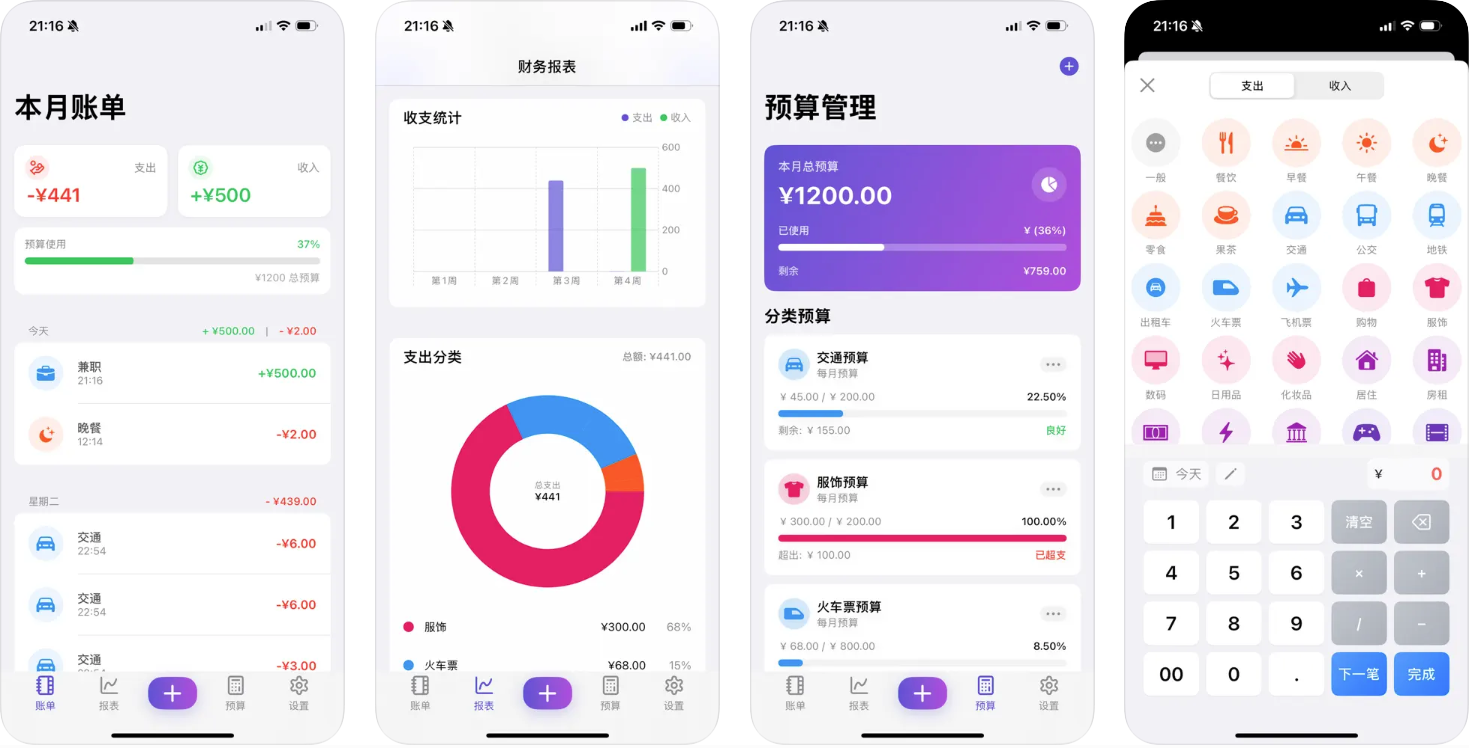 21:16
本月账单
支出
-¥441
收入
+¥500
预算使用
37%
¥1200 总预算
今天
+ ¥500.00 | - ¥2.00
兼职
21:16
+¥500.00
晚餐
12:14
-¥2.00
星期二
- ¥439.00
交通
22:54
-¥6.00
交通
22:54
-¥6.00
交通
-¥3.00
账单
报表
预算
设置
21:16
财务报表
收支统计
支出 收入
600
400
200
0
第1周 第2周 第3周 第4周
支出分类
总额: ¥441.00
总支出
¥441
服饰 ¥300.00 68%
火车票 ¥68.00 15%
账单
报表
预算
设置
21:16
预算管理
本月总预算
¥1200.00
已使用
¥ (36%)
剩余
¥759.00
分类预算
交通预算
每月预算
¥ 45.00 / ¥ 200.00
22.50%
剩余: ¥ 155.00
良好
服饰预算
每月预算
¥ 300.00 / ¥ 200.00
100.00%
超出: ¥ 100.00
已超支
火车票预算
每月预算
¥ 68.00 / ¥ 800.00
8.50%
账单
报表
预算
设置
21:16
支出 收入
一般 餐饮 早餐 午餐 晚餐
零食 果茶 交通 公交 地铁
出租车 火车票 飞机票 购物 服饰
数码 日用品 化妆品 居住 房租
今天
¥ 0
1 2 3 清空
4 5 6 × +
7 8 9 / −
00 0 . 下一笔 完成